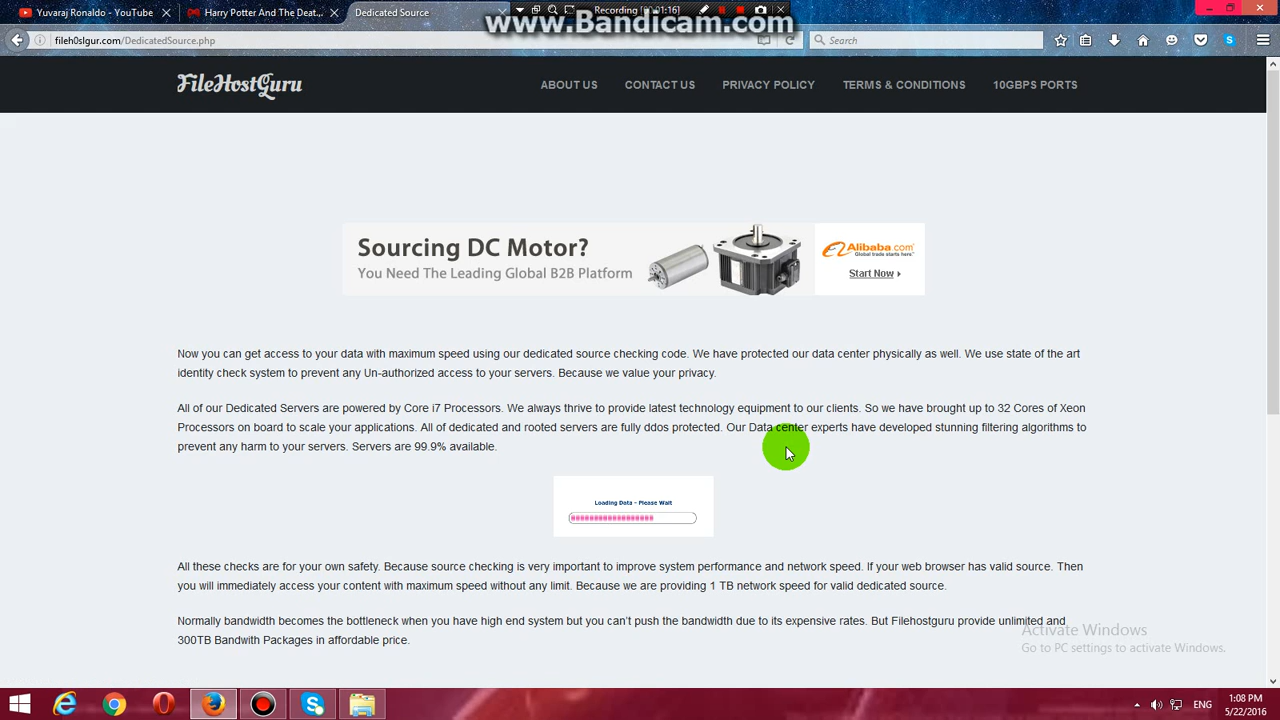 Yuvaraj Ronaldo - YouTube
Harry Potter And The Deat...
Dedicated Source
Recording [00:01:16]
www.Bandicam.com
fileh0slgur.com/DedicatedSource.php
Search
FileHostGuru
ABOUT US
CONTACT US
PRIVACY POLICY
TERMS & CONDITIONS
10GBPS PORTS
Sourcing DC Motor?
You Need The Leading Global B2B Platform
Alibaba.com
Global trade starts here.™
Start Now
Now you can get access to your data with maximum speed using our dedicated source checking code. We have protected our data center physically as well. We use state of the art
identity check system to prevent any Un-authorized access to your servers. Because we value your privacy.
All of our Dedicated Servers are powered by Core i7 Processors. We always thrive to provide latest technology equipment to our clients. So we have brought up to 32 Cores of Xeon
Processors on board to scale your applications. All of dedicated and rooted servers are fully ddos protected. Our Data center experts have developed stunning filtering algorithms to
prevent any harm to your servers. Servers are 99.9% available.
Loading Data - Please Wait
All these checks are for your own safety. Because source checking is very important to improve system performance and network speed. If your web browser has valid source. Then
you will immediately access your content with maximum speed without any limit. Because we are providing 1 TB network speed for valid dedicated source.
Normally bandwidth becomes the bottleneck when you have high end system but you can't push the bandwidth due to its expensive rates. But Filehostguru provide unlimited and
300TB Bandwith Packages in affordable price.
Activate Windows
Go to PC settings to activate Windows.
ENG
1:08 PM
5/22/2016